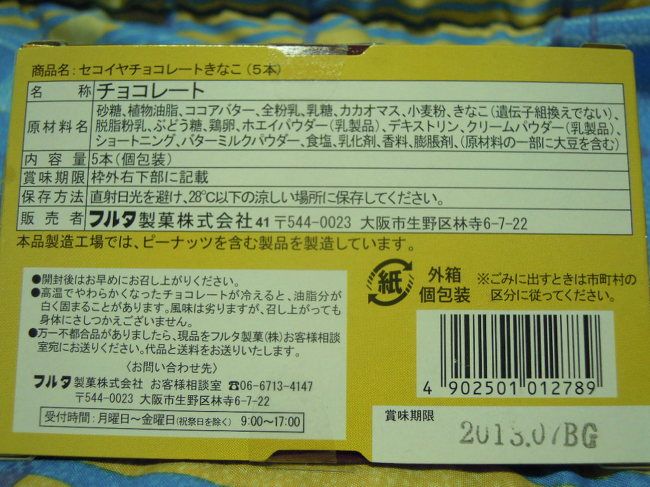 商品名:セコイヤチョコレートきなこ(5本)
名称 チョコレート
原材料名 砂糖、植物油脂、ココアバター、全粉乳、乳糖、カカオマス、小麦粉、きなこ(遺伝子組換えでない)、
脱脂粉乳、ぶどう糖、鶏卵、ホエイパウダー(乳製品)、デキストリン、クリームパウダー(乳製品)、
ショートニング、バターミルクパウダー、食塩、乳化剤、香料、膨脹剤、(原材料の一部に大豆を含む)
内容量 5本(個包装)
賞味期限 枠外右下部に記載
保存方法 直射日光を避け、28℃以下の涼しい場所に保存してください。
販売者 フルタ製菓株式会社 41 〒544-0023 大阪市生野区林寺6-7-22
本品製造工場では、ピーナッツを含む製品を製造しています。
●開封後はお早めにお召し上がりください。
●高温でやわらかくなったチョコレートが冷えると、油脂分が
白く固まることがあります。風味は劣りますが、召し上がっても
身体にさしつかえございません。
●万一不都合品がありましたら、現品をフルタ製菓(株)お客様相談
室宛にお送りください。代品と送料をお送りいたします。
〈お問い合わせ先〉
フルタ製菓株式会社 お客様相談室 ☎06-6713-4147
〒544-0023 大阪市生野区林寺6-7-22
受付時間:月曜日〜金曜日(祝祭日を除く) 9:00〜17:00
紙 外箱
個包装
※ごみに出すときは市町村の
区分に従ってください。
4 902501 012789
賞味期限
2013.07BG